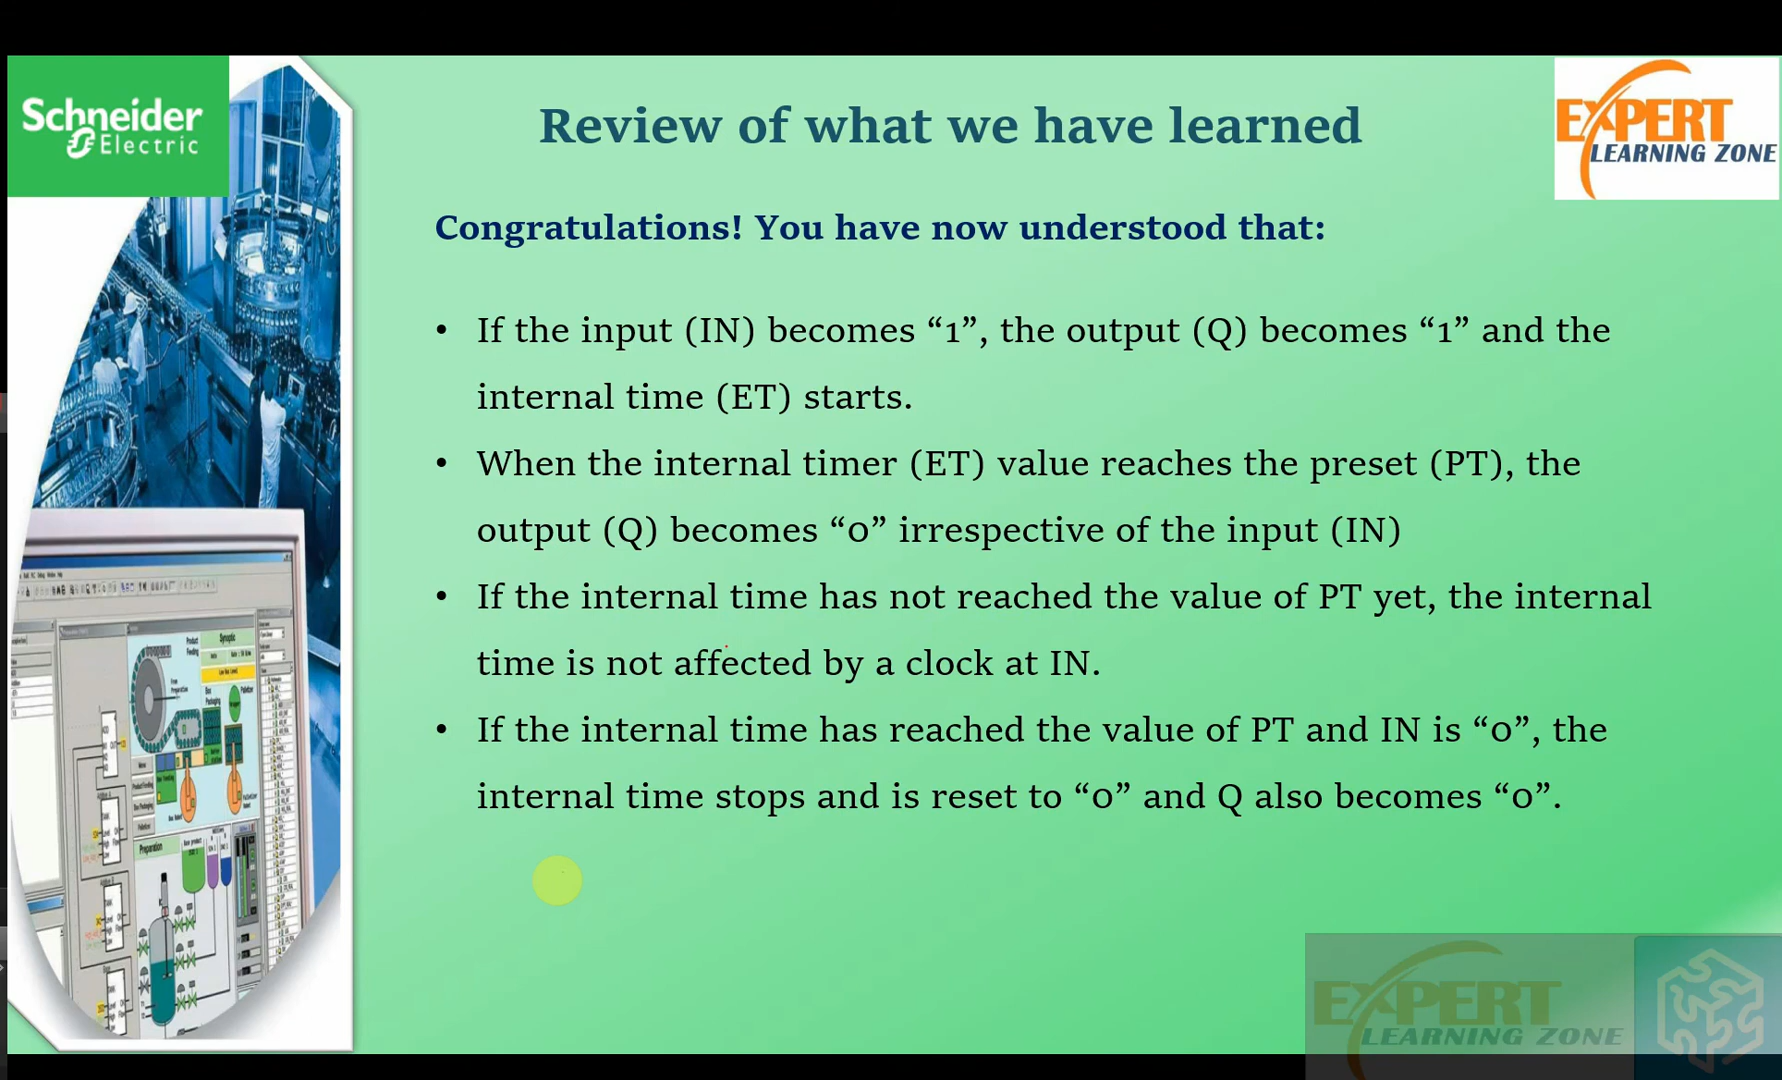 Schneider
Electric
EXPERT
LEARNING ZONE
Review of what we have learned
Congratulations! You have now understood that:
• If the input (IN) becomes “1”, the output (Q) becomes “1” and the
internal time (ET) starts.
• When the internal timer (ET) value reaches the preset (PT), the
output (Q) becomes “0” irrespective of the input (IN)
• If the internal time has not reached the value of PT yet, the internal
time is not affected by a clock at IN.
• If the internal time has reached the value of PT and IN is “0”, the
internal time stops and is reset to “0” and Q also becomes “0”.
Product
Feeding
Synoptic
Preparation
EXPERT
LEARNING ZONE